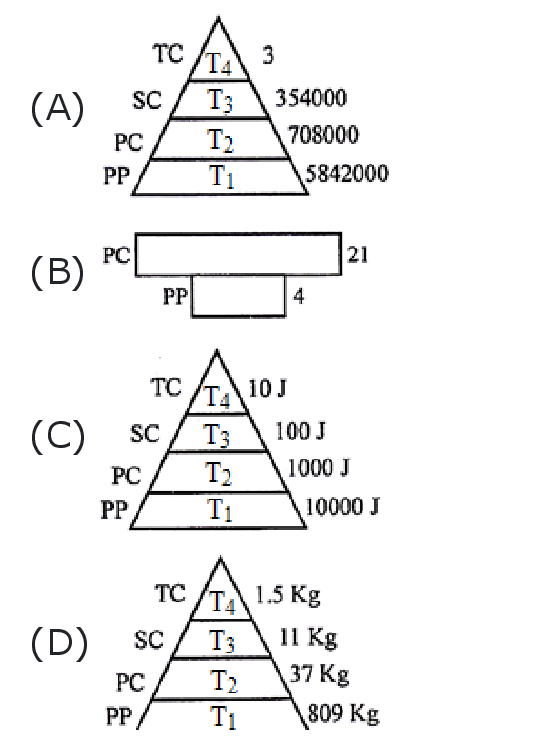 (A)
TC T4 3
SC T3 354000
PC T2 708000
PP T1 5842000
(B)
PC 21
PP 4
(C)
TC T4 10 J
SC T3 100 J
PC T2 1000 J
PP T1 10000 J
(D)
TC T4 1.5 Kg
SC T3 11 Kg
PC T2 37 Kg
PP T1 809 Kg